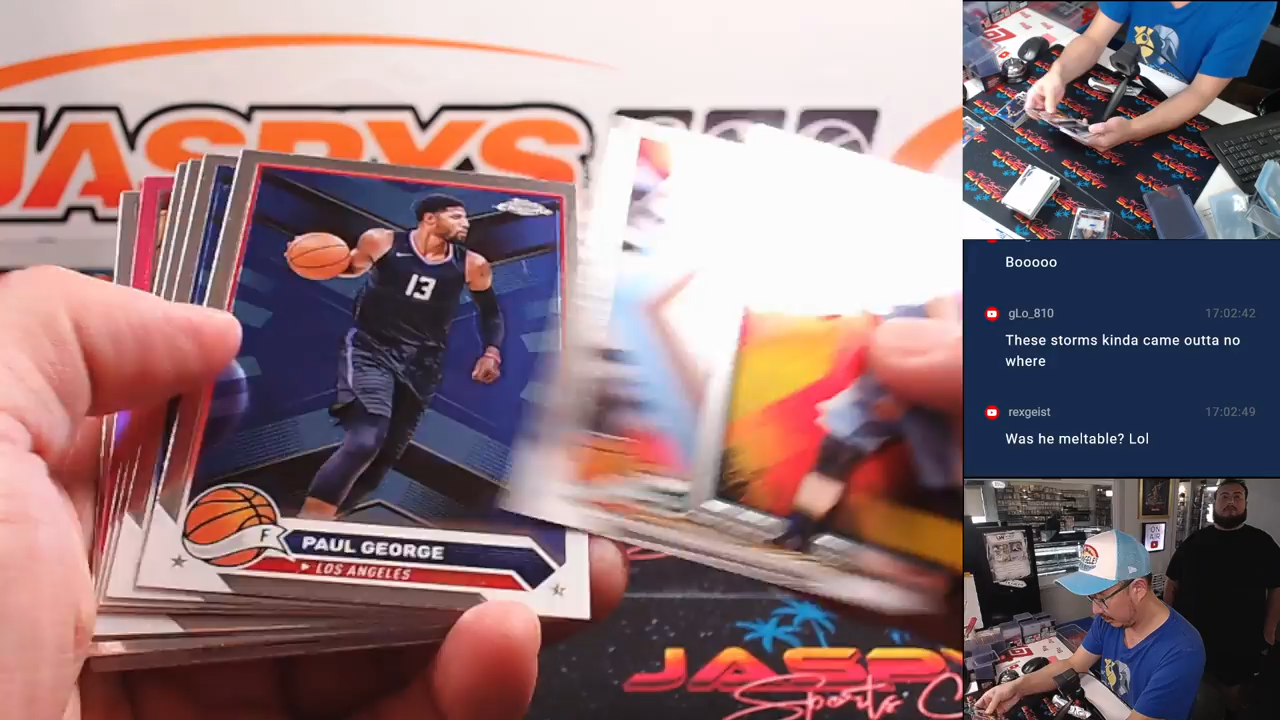 JASPYS
13
F
PAUL GEORGE
LOS ANGELES
JASPY
Sports C
Booooo
gLo_810 17:02:42
These storms kinda came outta no
where
rexgeist 17:02:49
Was he meltable? Lol
ON
AIR